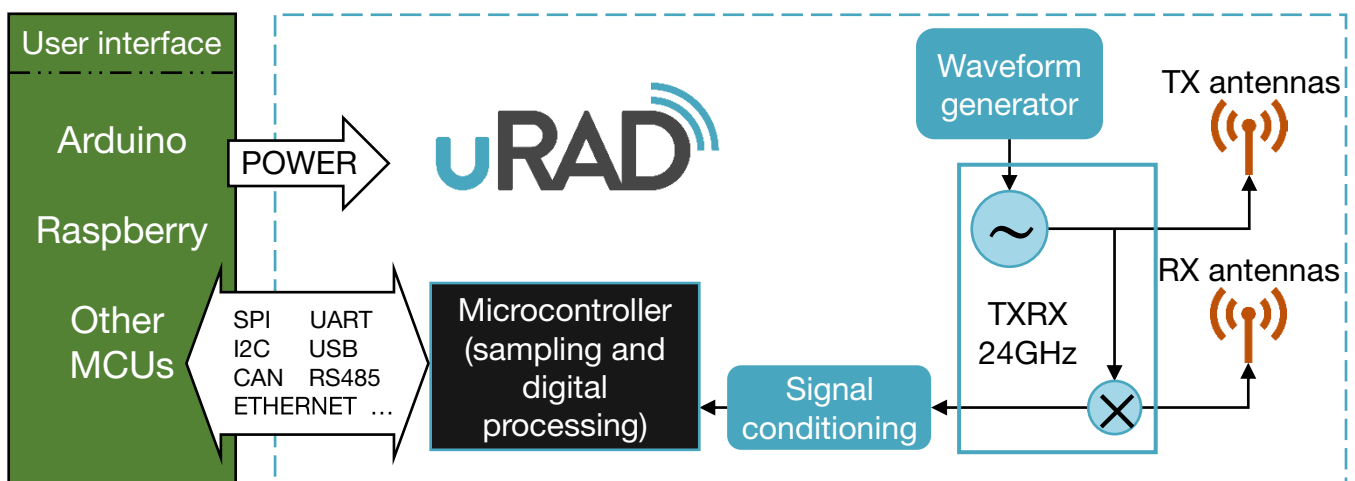 User interface
Arduino
Raspberry
Other
MCUs
POWER
SPI UART
I2C USB
CAN RS485
ETHERNET ...
uRAD
Microcontroller
(sampling and
digital
processing)
Signal
conditioning
Waveform
generator
~
TXRX
24GHz
TX antennas
RX antennas